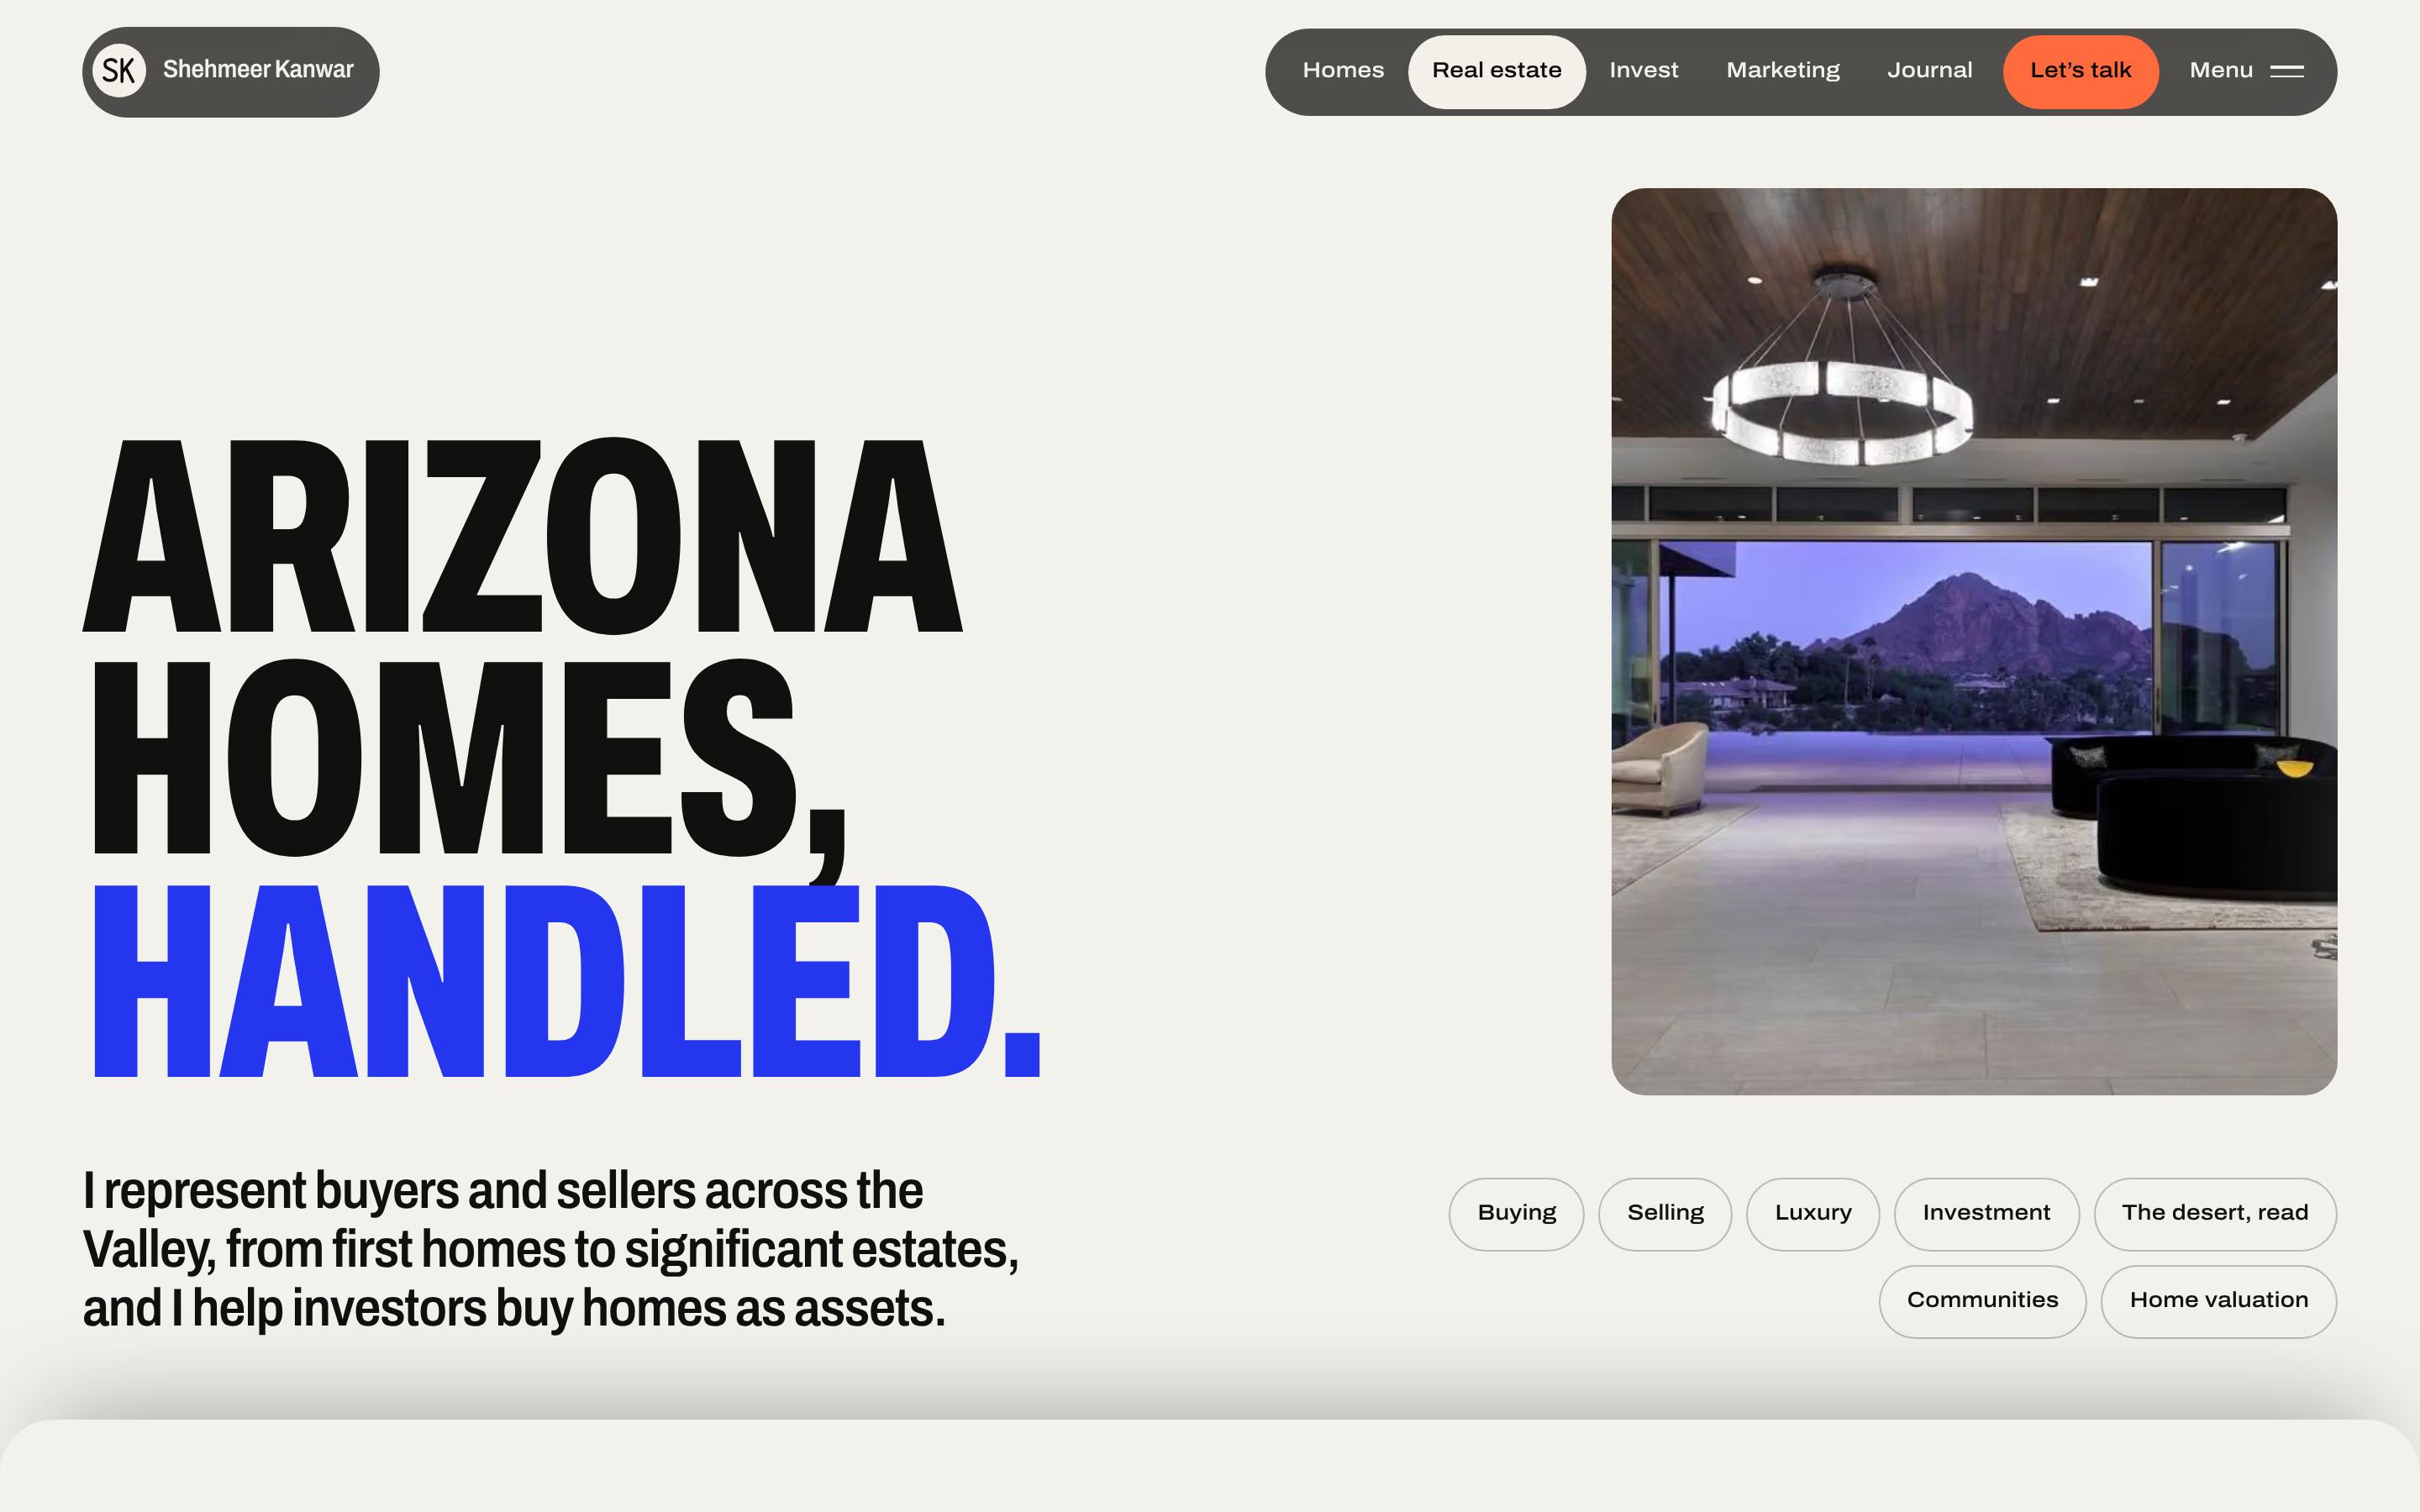 SK Shehmeer Kanwar
Homes Real estate Invest Marketing Journal Let’s talk Menu
ARIZONA
HOMES,
HANDLED.
I represent buyers and sellers across the
Valley, from first homes to significant estates,
and I help investors buy homes as assets.
Buying Selling Luxury Investment The desert, read
Communities Home valuation